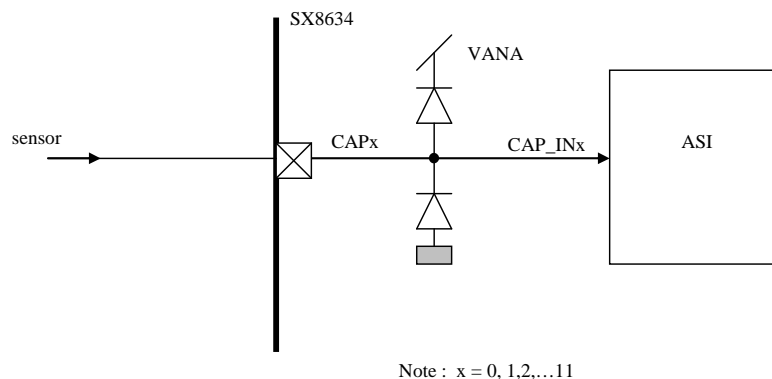 SX8634
VANA
sensor
CAPx
CAP_INx
ASI
Note : x = 0, 1,2,…11